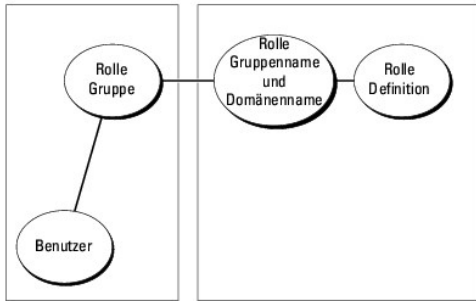 Rolle
Gruppe
Rolle
Gruppenname
und
Domänenname
Rolle
Definition
Benutzer